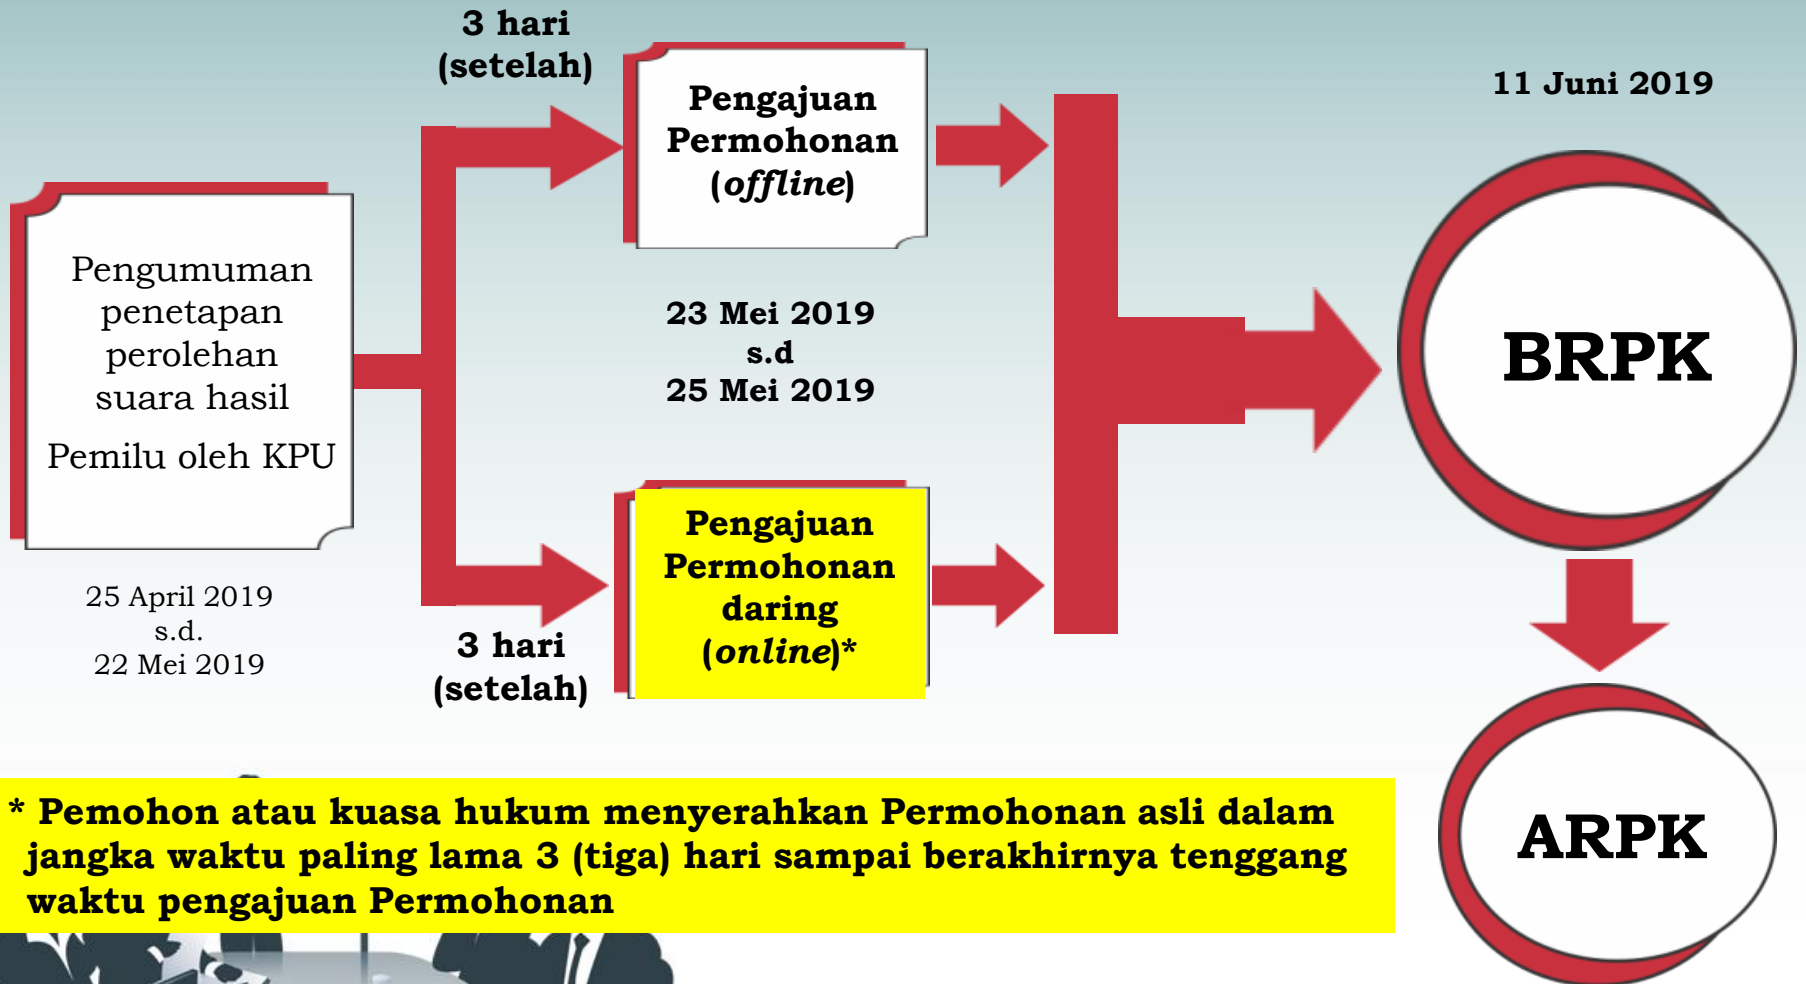 3 hari
(setelah)
Pengajuan
Permohonan
(offline)
11 Juni 2019
Pengumuman
penetapan
perolehan
suara hasil
Pemilu oleh KPU
23 Mei 2019
s.d
25 Mei 2019
BRPK
25 April 2019
s.d.
22 Mei 2019
3 hari
(setelah)
Pengajuan
Permohonan
daring
(online)*
ARPK
* Pemohon atau kuasa hukum menyerahkan Permohonan asli dalam
jangka waktu paling lama 3 (tiga) hari sampai berakhirnya tenggang
waktu pengajuan Permohonan